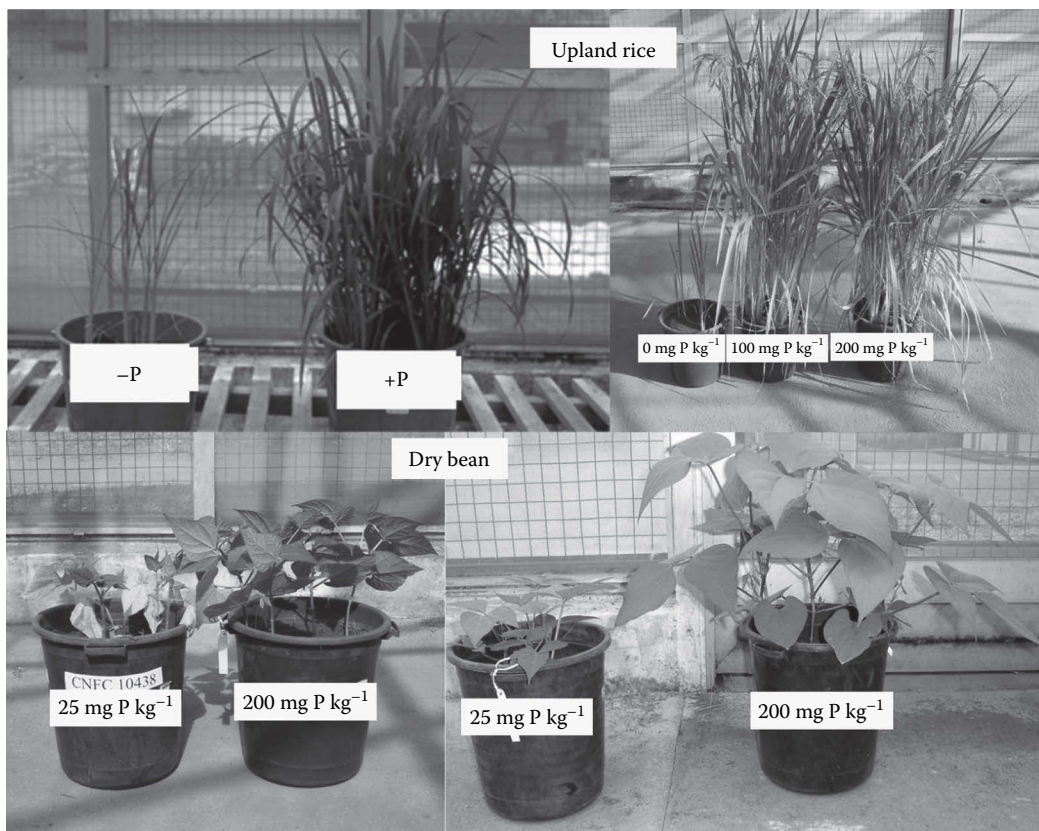 Upland rice
–P
+P
0 mg P kg⁻¹
100 mg P kg⁻¹
200 mg P kg⁻¹
Dry bean
CNFC 10438
25 mg P kg⁻¹
200 mg P kg⁻¹
25 mg P kg⁻¹
200 mg P kg⁻¹